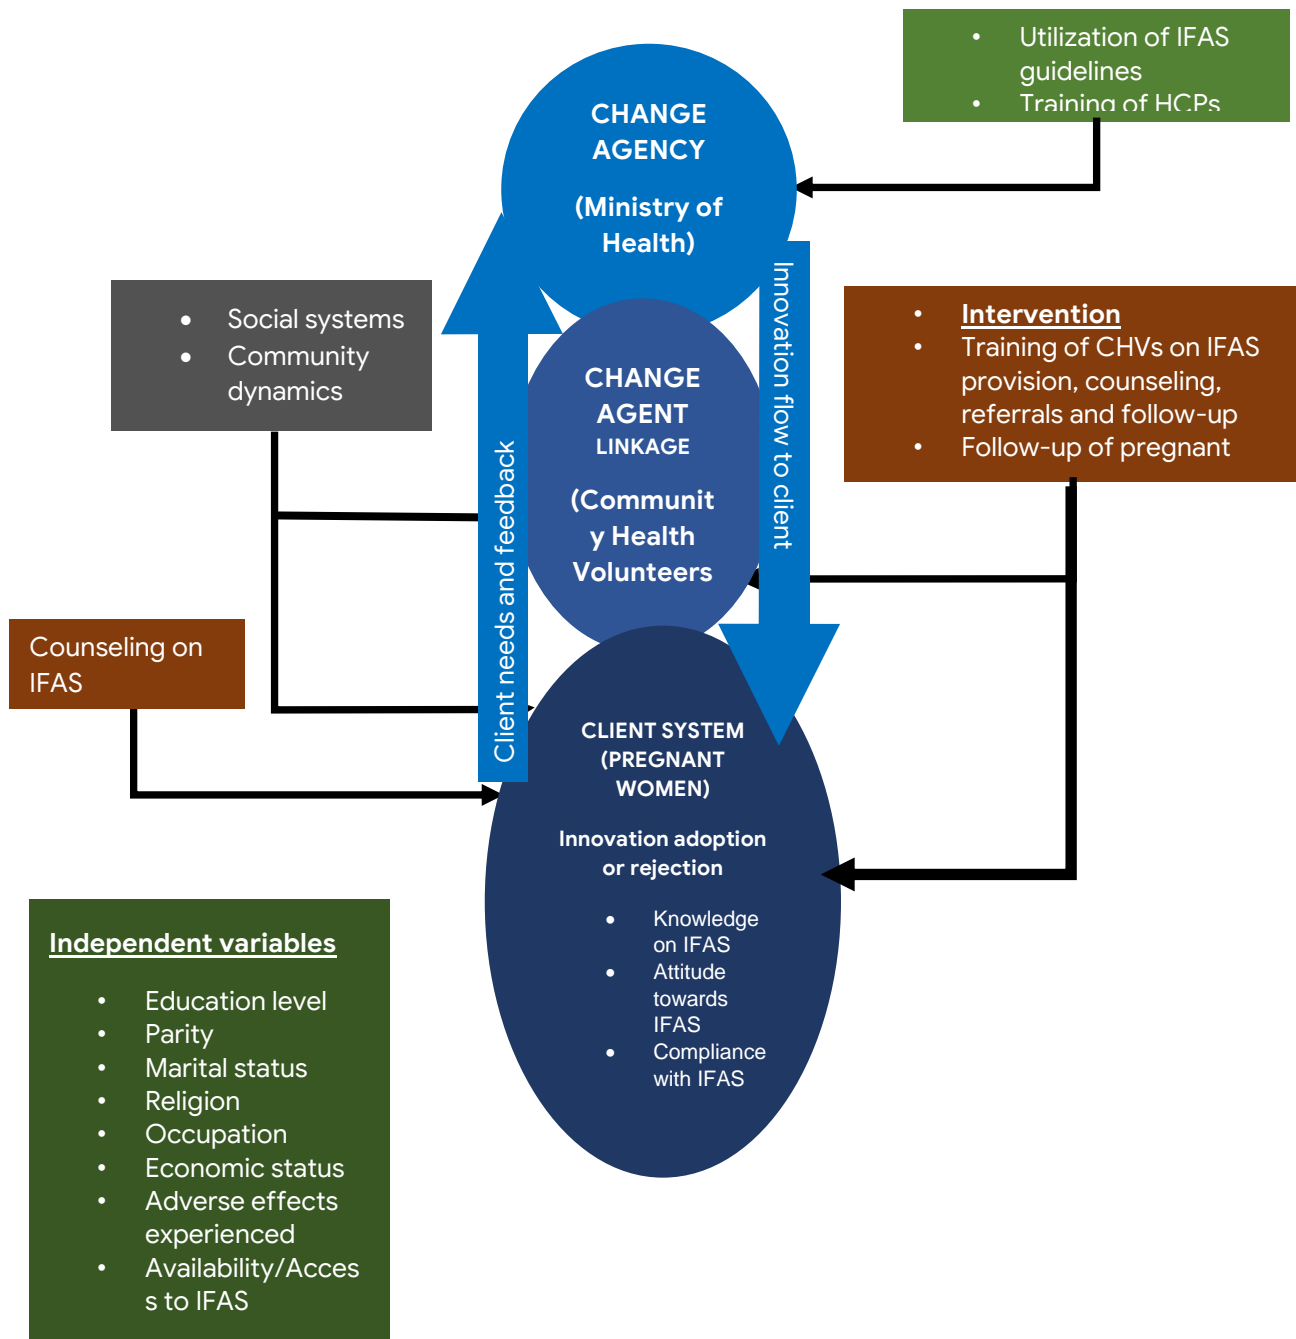 • Utilization of IFAS
guidelines
• Training of HCPs
CHANGE
AGENCY
(Ministry of
Health)
• Social systems
• Community
dynamics
• Intervention
• Training of CHVs on IFAS
provision, counseling,
referrals and follow-up
• Follow-up of pregnant
Innovation flow to client
CHANGE
AGENT
LINKAGE
(Communit
y Health
Volunteers
Client needs and feedback
Counseling on
IFAS
CLIENT SYSTEM
(PREGNANT
WOMEN)
Innovation adoption
or rejection
• Knowledge
on IFAS
• Attitude
towards
IFAS
• Compliance
with IFAS
Independent variables
• Education level
• Parity
• Marital status
• Religion
• Occupation
• Economic status
• Adverse effects
experienced
• Availability/Acces
s to IFAS